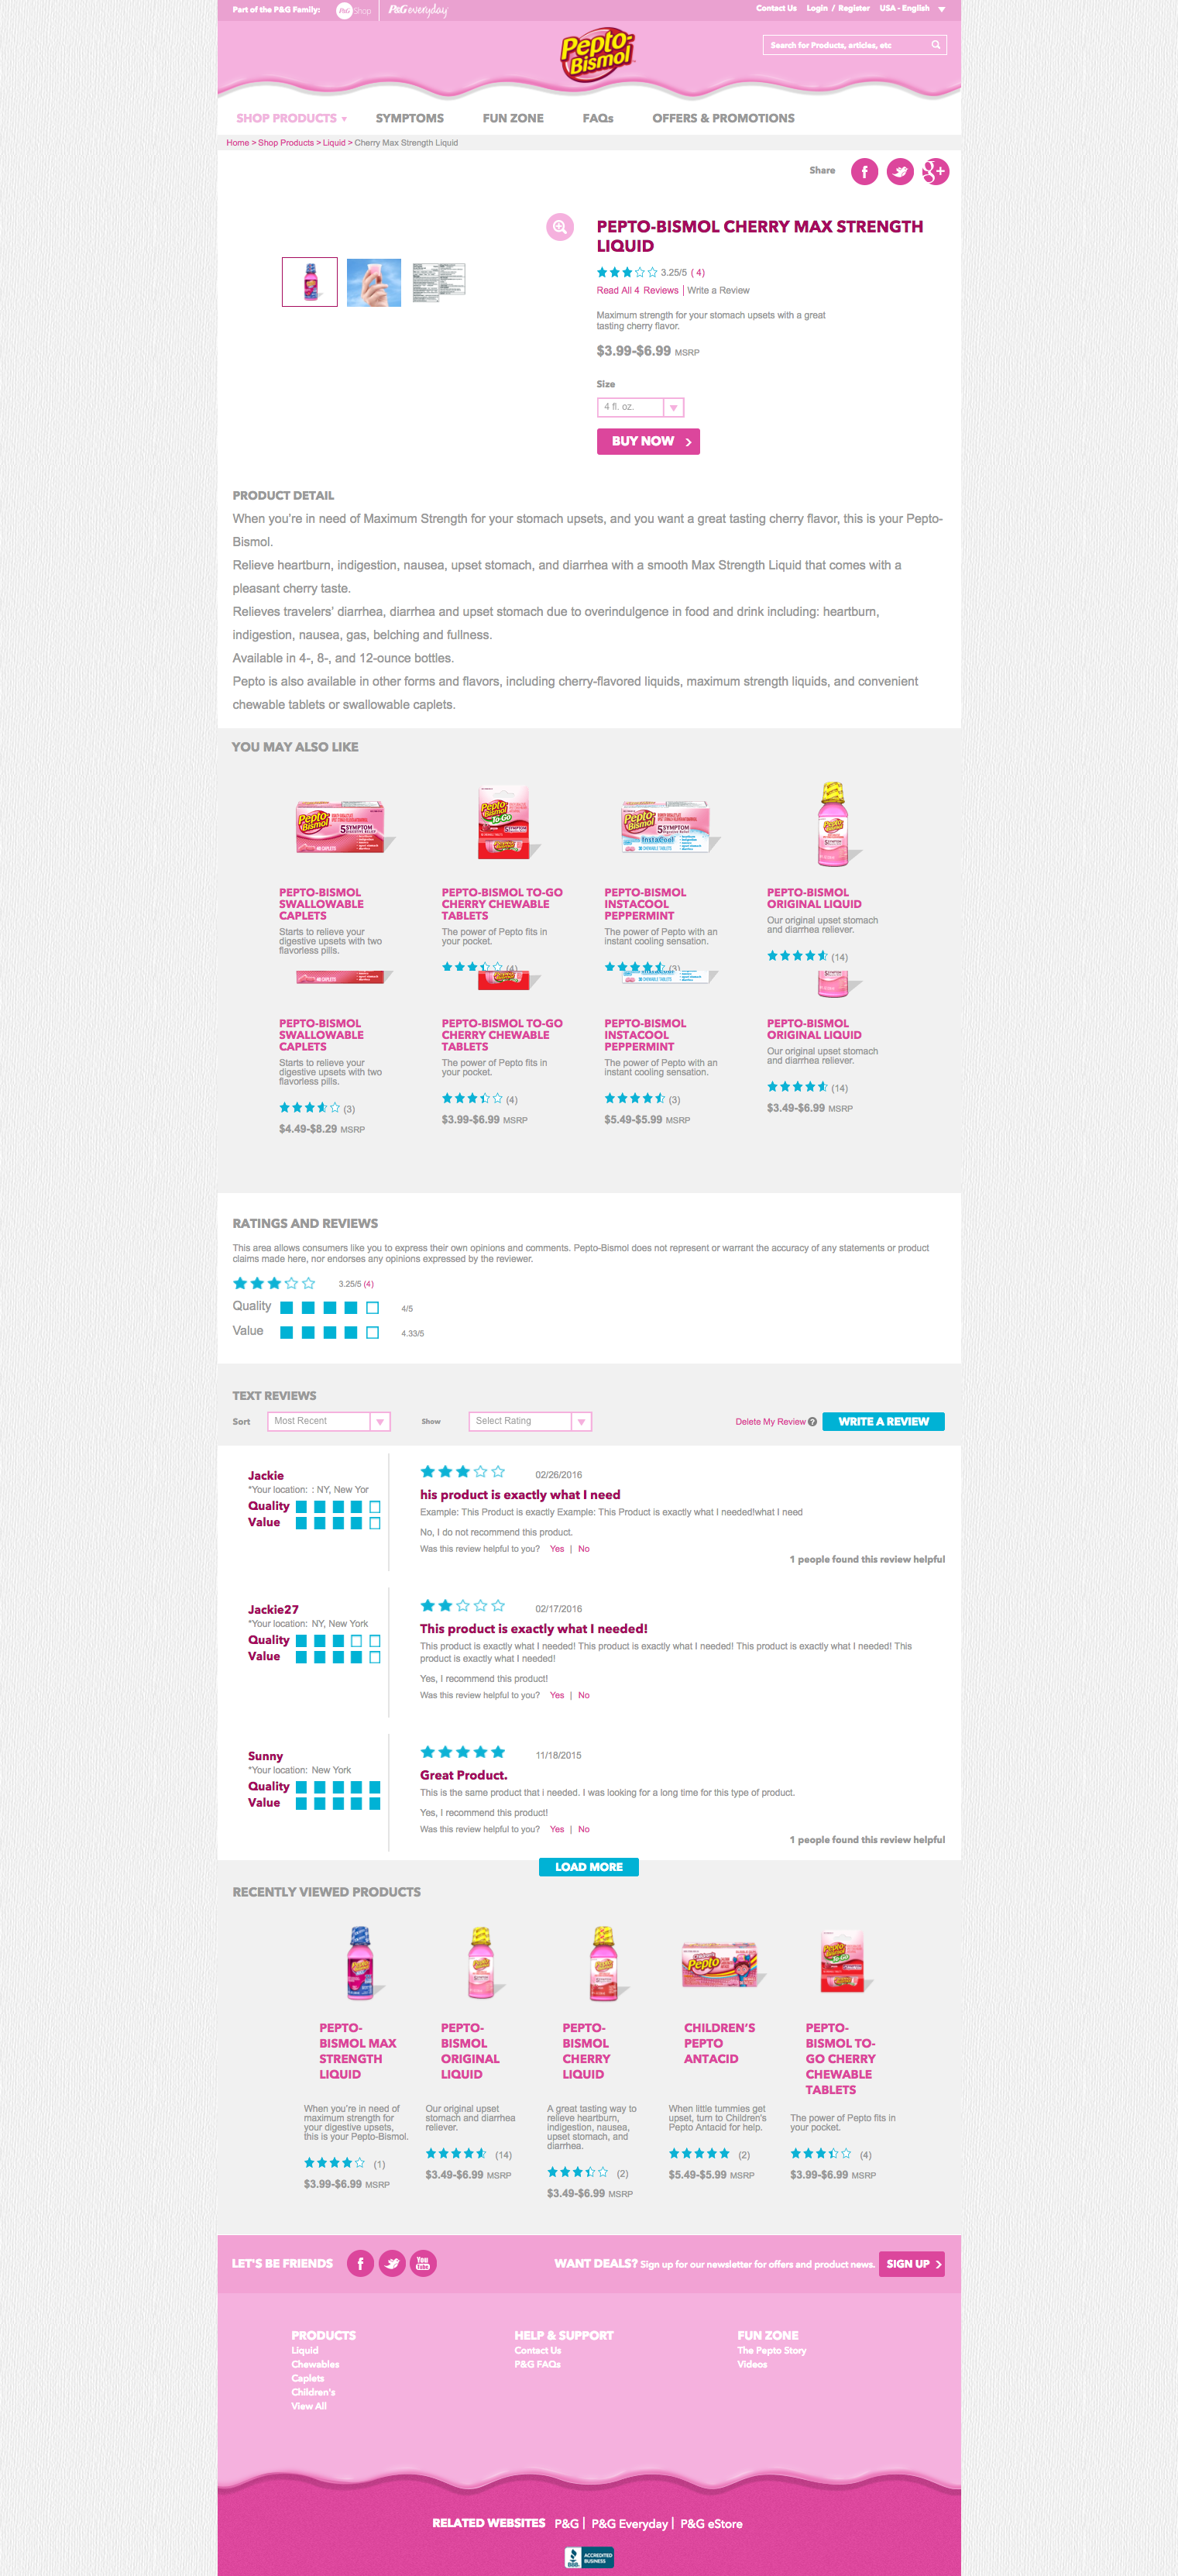 Part of the P&G Family: P&G Shop P&G everyday
Contact Us Login / Register USA - English
Pepto-
Bismol
Search for Products, articles, etc
SHOP PRODUCTS SYMPTOMS FUN ZONE FAQs OFFERS & PROMOTIONS
Home > Shop Products > Liquid > Cherry Max Strength Liquid
Share
PEPTO-BISMOL CHERRY MAX STRENGTH
LIQUID
3.25/5 ( 4)
Read All 4 Reviews | Write a Review
Maximum strength for your stomach upsets with a great
tasting cherry flavor.
$3.99-$6.99 MSRP
Size
4 fl. oz.
BUY NOW
PRODUCT DETAIL
When you're in need of Maximum Strength for your stomach upsets, and you want a great tasting cherry flavor, this is your Pepto-
Bismol.
Relieve heartburn, indigestion, nausea, upset stomach, and diarrhea with a smooth Max Strength Liquid that comes with a
pleasant cherry taste.
Relieves travelers' diarrhea, diarrhea and upset stomach due to overindulgence in food and drink including: heartburn,
indigestion, nausea, gas, belching and fullness.
Available in 4-, 8-, and 12-ounce bottles.
Pepto is also available in other forms and flavors, including cherry-flavored liquids, maximum strength liquids, and convenient
chewable tablets or swallowable caplets.
YOU MAY ALSO LIKE
PEPTO-BISMOL
SWALLOWABLE
CAPLETS
Starts to relieve your
digestive upsets with two
flavorless pills.
PEPTO-BISMOL TO-GO
CHERRY CHEWABLE
TABLETS
The power of Pepto fits in
your pocket.
(4)
PEPTO-BISMOL
INSTACOOL
PEPPERMINT
The power of Pepto with an
instant cooling sensation.
(3)
PEPTO-BISMOL
ORIGINAL LIQUID
Our original upset stomach
and diarrhea reliever.
(14)
PEPTO-BISMOL
SWALLOWABLE
CAPLETS
Starts to relieve your
digestive upsets with two
flavorless pills.
(3)
$4.49-$8.29 MSRP
PEPTO-BISMOL TO-GO
CHERRY CHEWABLE
TABLETS
The power of Pepto fits in
your pocket.
(4)
$3.99-$6.99 MSRP
PEPTO-BISMOL
INSTACOOL
PEPPERMINT
The power of Pepto with an
instant cooling sensation.
(3)
$5.49-$5.99 MSRP
PEPTO-BISMOL
ORIGINAL LIQUID
Our original upset stomach
and diarrhea reliever.
(14)
$3.49-$6.99 MSRP
RATINGS AND REVIEWS
This area allows consumers like you to express their own opinions and comments. Pepto-Bismol does not represent or warrant the accuracy of any statements or product
claims made here, nor endorses any opinions expressed by the reviewer.
3.25/5 (4)
Quality 4/5
Value 4.33/5
TEXT REVIEWS
Sort Most Recent Show Select Rating Delete My Review ? WRITE A REVIEW
Jackie
*Your location: : NY, New Yor
Quality
Value
02/26/2016
his product is exactly what I need
Example: This Product is exactly Example: This Product is exactly what I needed!what I need
No, I do not recommend this product.
Was this review helpful to you? Yes | No
1 people found this review helpful
Jackie27
*Your location: NY, New York
Quality
Value
02/17/2016
This product is exactly what I needed!
This product is exactly what I needed! This product is exactly what I needed! This product is exactly what I needed! This
product is exactly what I needed!
Yes, I recommend this product!
Was this review helpful to you? Yes | No
Sunny
*Your location: New York
Quality
Value
11/18/2015
Great Product.
This is the same product that i needed. I was looking for a long time for this type of product.
Yes, I recommend this product!
Was this review helpful to you? Yes | No
1 people found this review helpful
LOAD MORE
RECENTLY VIEWED PRODUCTS
PEPTO-
BISMOL MAX
STRENGTH
LIQUID
When you're in need of
maximum strength for
your digestive upsets,
this is your Pepto-Bismol.
(1)
$3.99-$6.99 MSRP
PEPTO-
BISMOL
ORIGINAL
LIQUID
Our original upset
stomach and diarrhea
reliever.
(14)
$3.49-$6.99 MSRP
PEPTO-
BISMOL
CHERRY
LIQUID
A great tasting way to
relieve heartburn,
indigestion, nausea,
upset stomach, and
diarrhea.
(2)
$3.49-$6.99 MSRP
CHILDREN'S
PEPTO
ANTACID
When little tummies get
upset, turn to Children's
Pepto Antacid for help.
(2)
$5.49-$5.99 MSRP
PEPTO-
BISMOL TO-
GO CHERRY
CHEWABLE
TABLETS
The power of Pepto fits in
your pocket.
(4)
$3.99-$6.99 MSRP
LET'S BE FRIENDS
You Tube
WANT DEALS? Sign up for our newsletter for offers and product news. SIGN UP
PRODUCTS
Liquid
Chewables
Caplets
Children's
View All
HELP & SUPPORT
Contact Us
P&G FAQs
FUN ZONE
The Pepto Story
Videos
RELATED WEBSITES P&G | P&G Everyday | P&G eStore
BBB ACCREDITED
BUSINESS